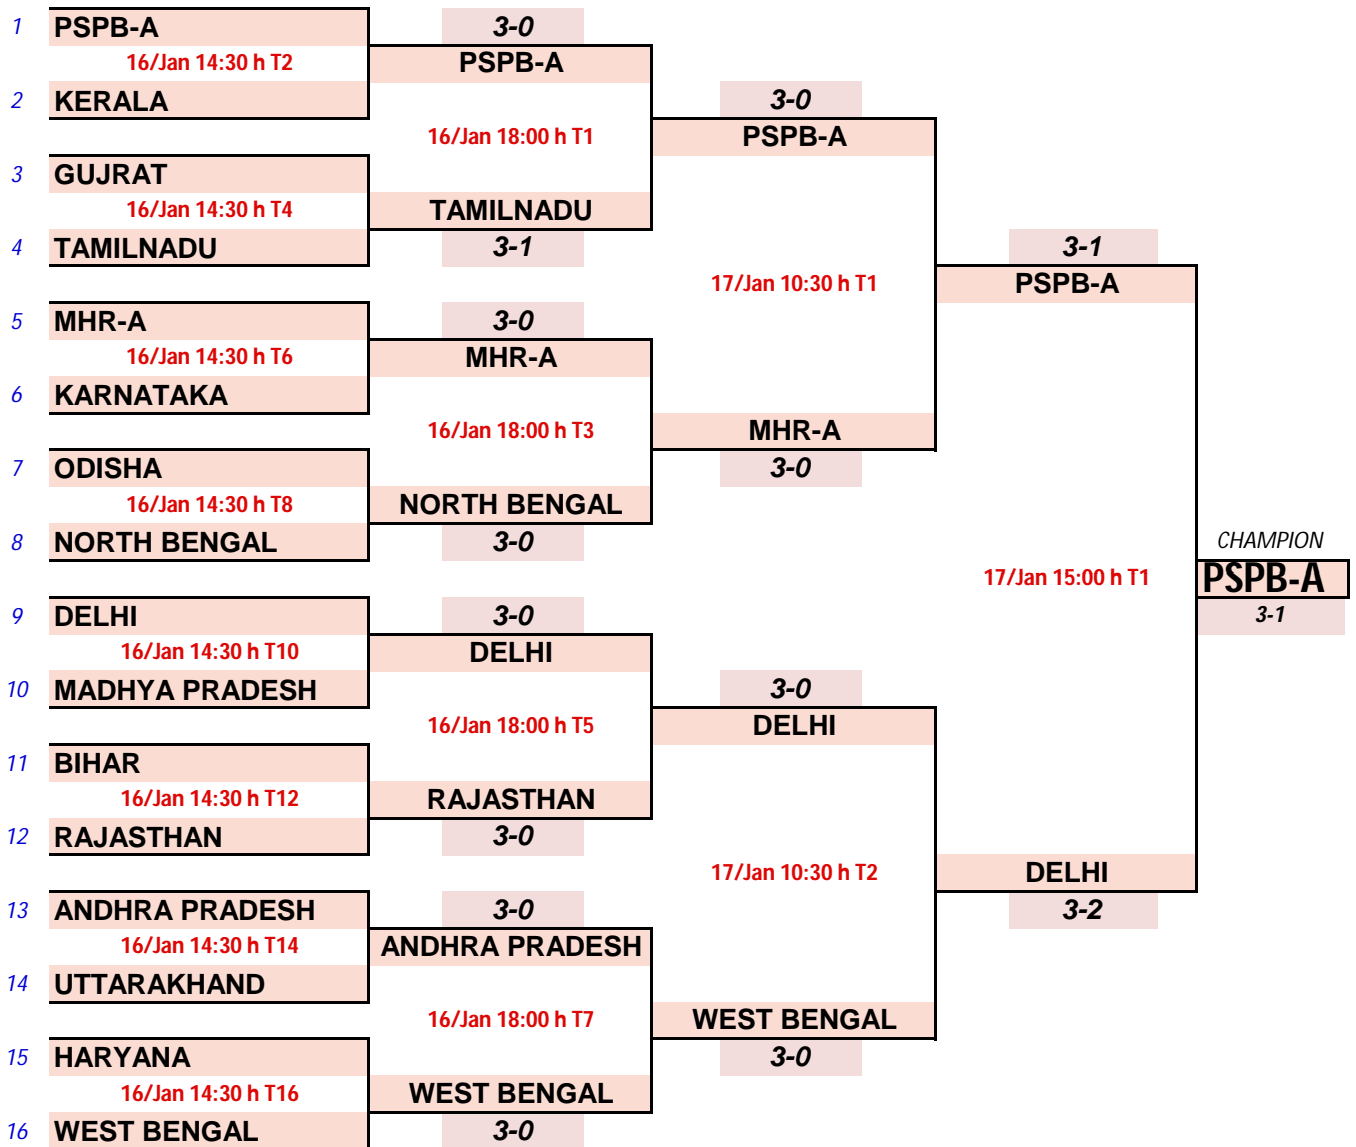 1 PSPB-A 3-0
16/Jan 14:30 h T2 PSPB-A
2 KERALA 3-0
16/Jan 18:00 h T1 PSPB-A
3 GUJRAT
16/Jan 14:30 h T4 TAMILNADU
4 TAMILNADU 3-1 3-1
17/Jan 10:30 h T1 PSPB-A
5 MHR-A 3-0
16/Jan 14:30 h T6 MHR-A
6 KARNATAKA
16/Jan 18:00 h T3 MHR-A
7 ODISHA 3-0
16/Jan 14:30 h T8 NORTH BENGAL
8 NORTH BENGAL 3-0 CHAMPION
17/Jan 15:00 h T1 PSPB-A
9 DELHI 3-0 3-1
16/Jan 14:30 h T10 DELHI
10 MADHYA PRADESH 3-0
16/Jan 18:00 h T5 DELHI
11 BIHAR
16/Jan 14:30 h T12 RAJASTHAN
12 RAJASTHAN 3-0
17/Jan 10:30 h T2 DELHI
13 ANDHRA PRADESH 3-0 3-2
16/Jan 14:30 h T14 ANDHRA PRADESH
14 UTTARAKHAND
16/Jan 18:00 h T7 WEST BENGAL
15 HARYANA 3-0
16/Jan 14:30 h T16 WEST BENGAL
16 WEST BENGAL 3-0